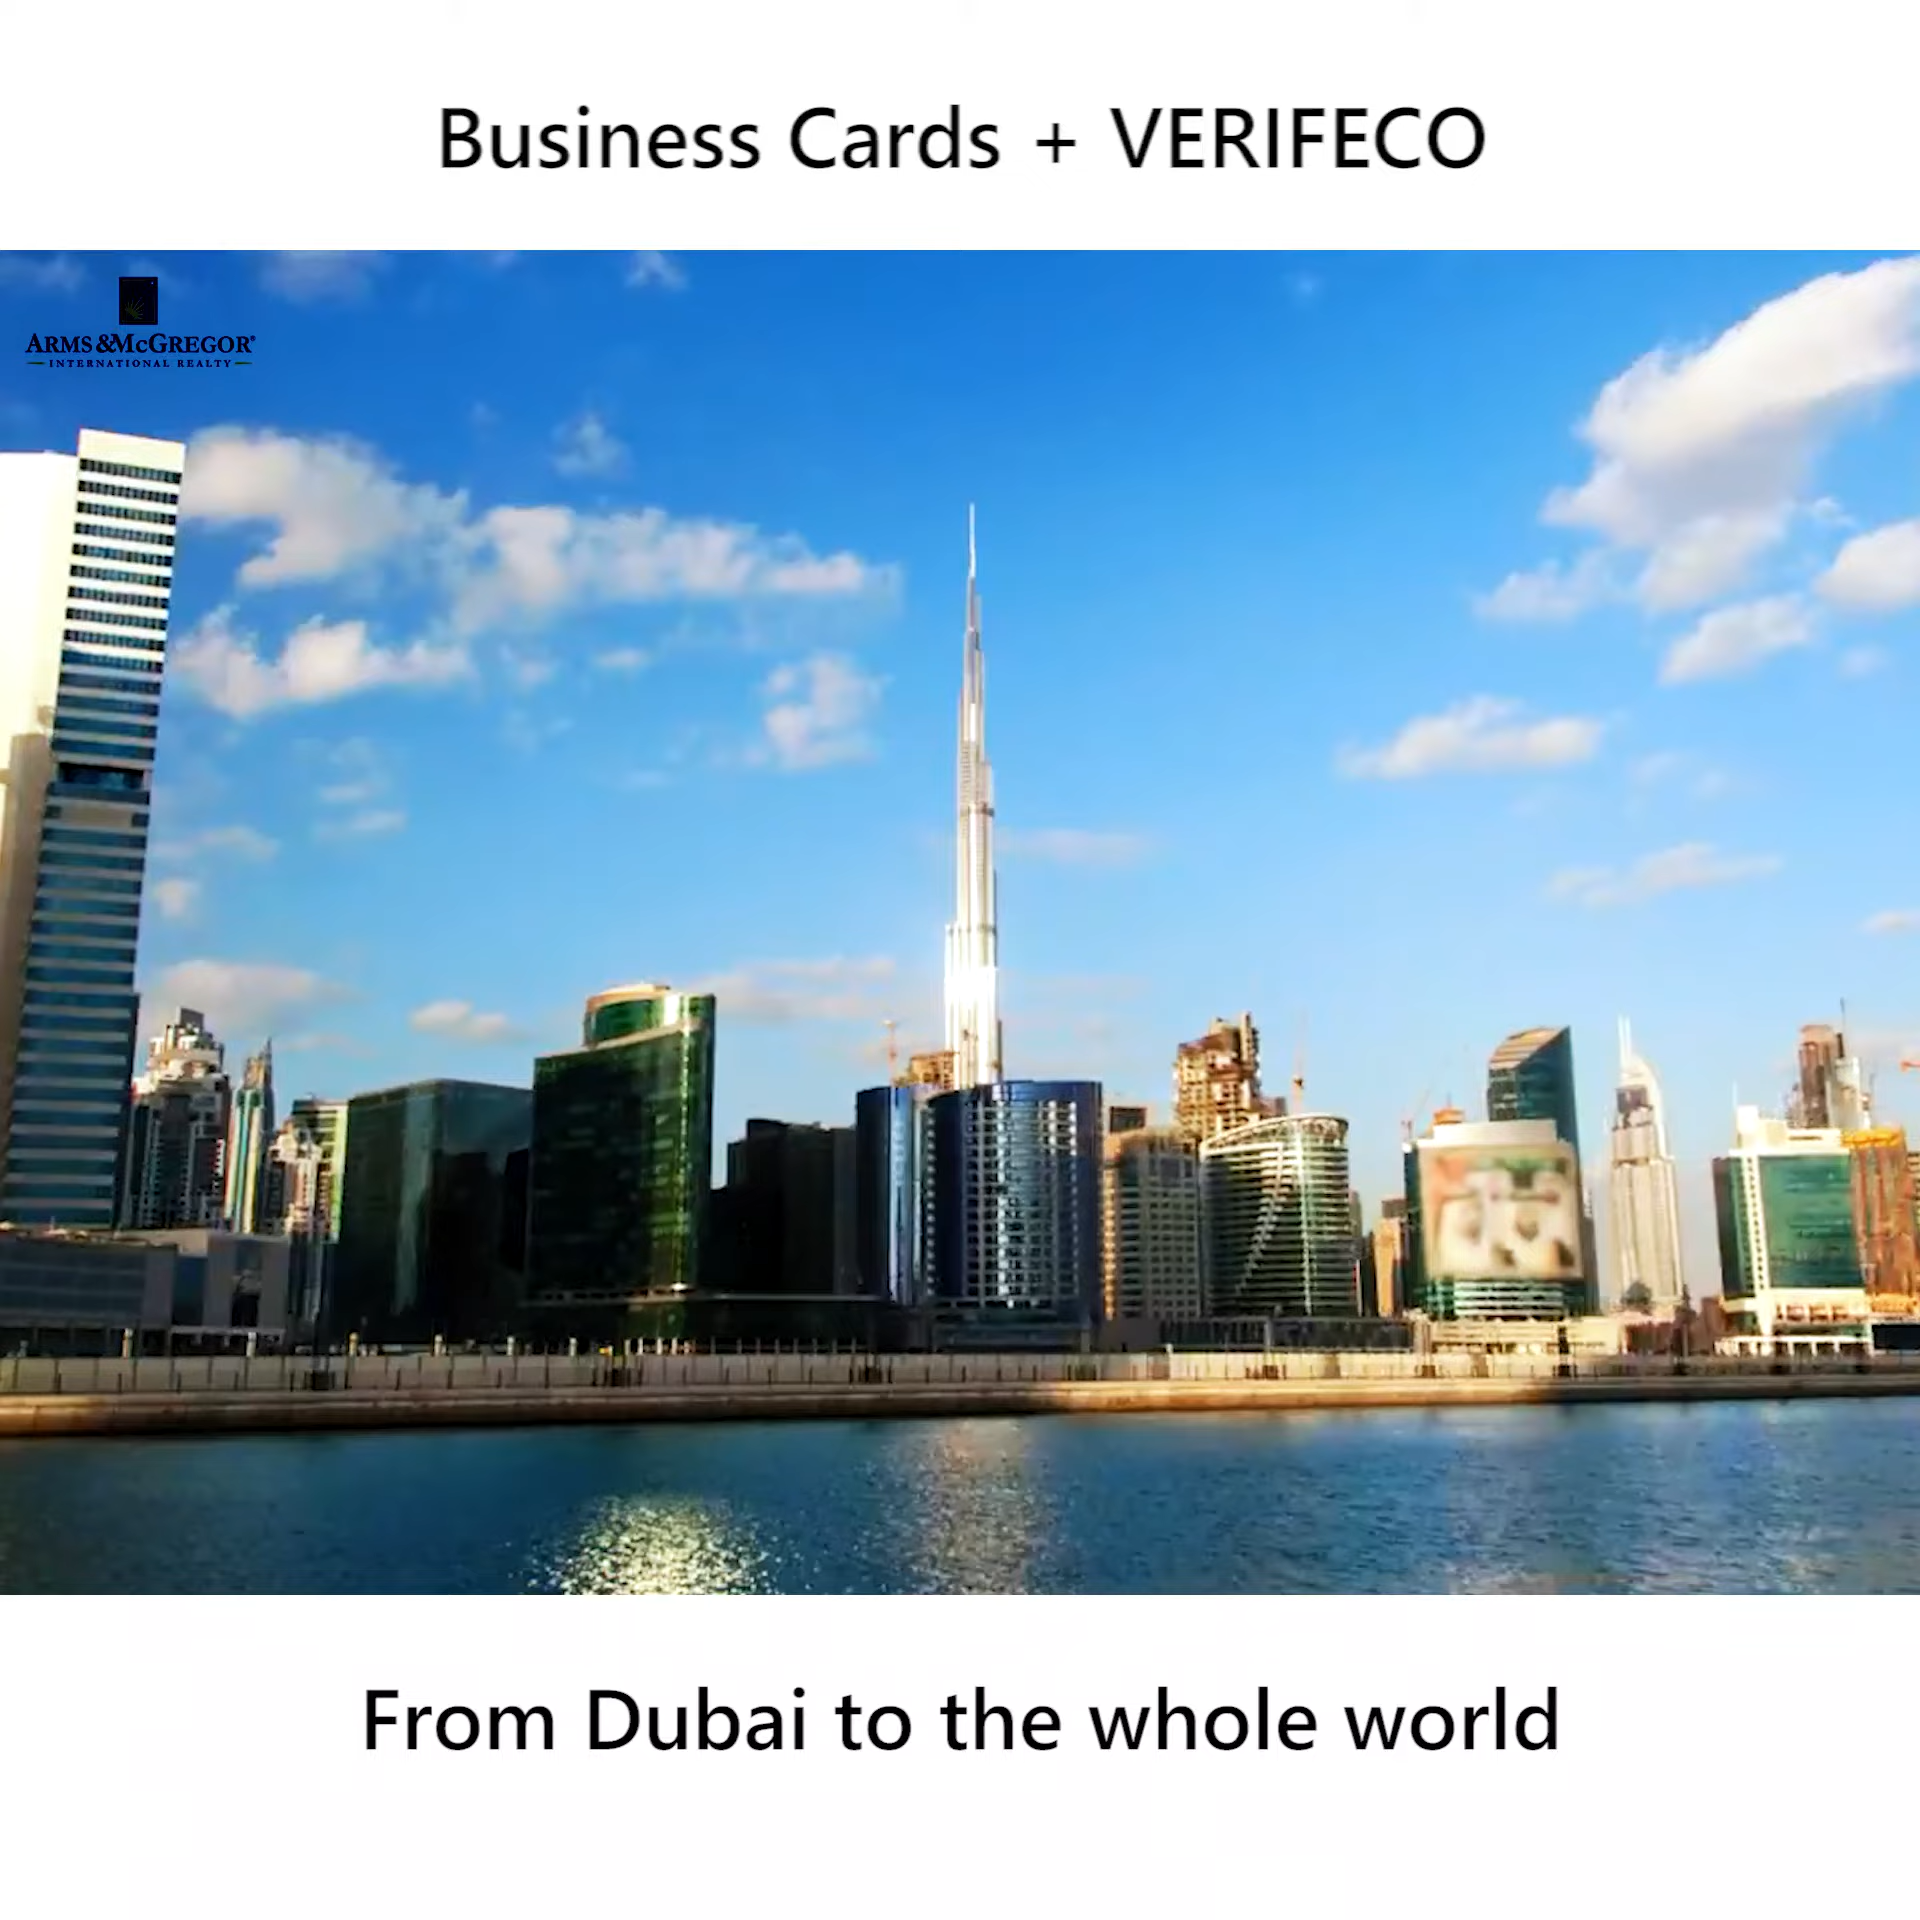 Business Cards + VERIFECO
ARMS & MCGREGOR®
INTERNATIONAL REALTY
From Dubai to the whole world